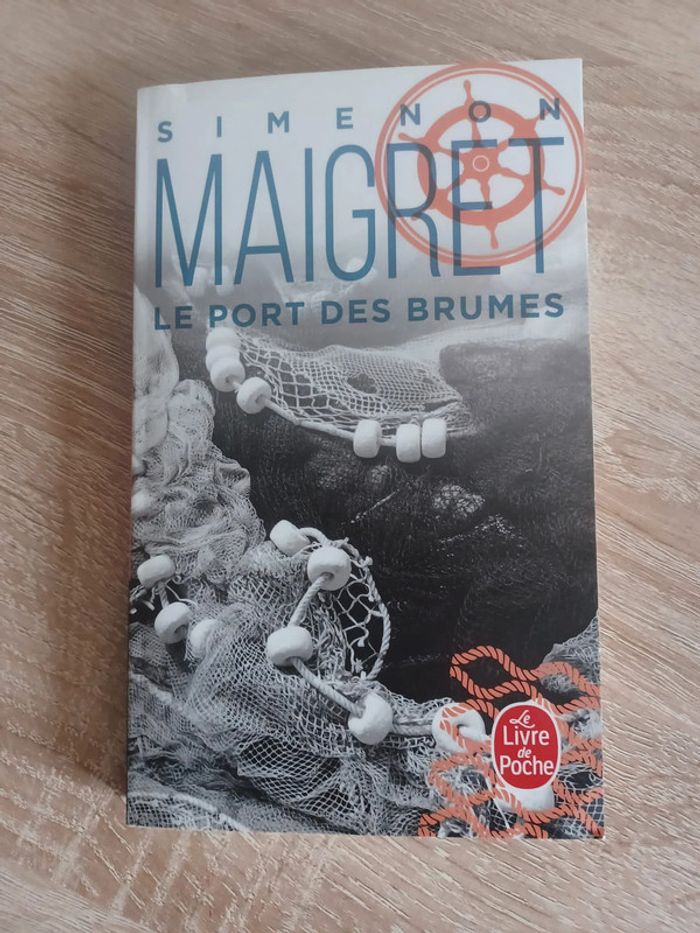 SIMENON
MAIGRET
LE PORT DES BRUMES
Le
Livre
de
Poche